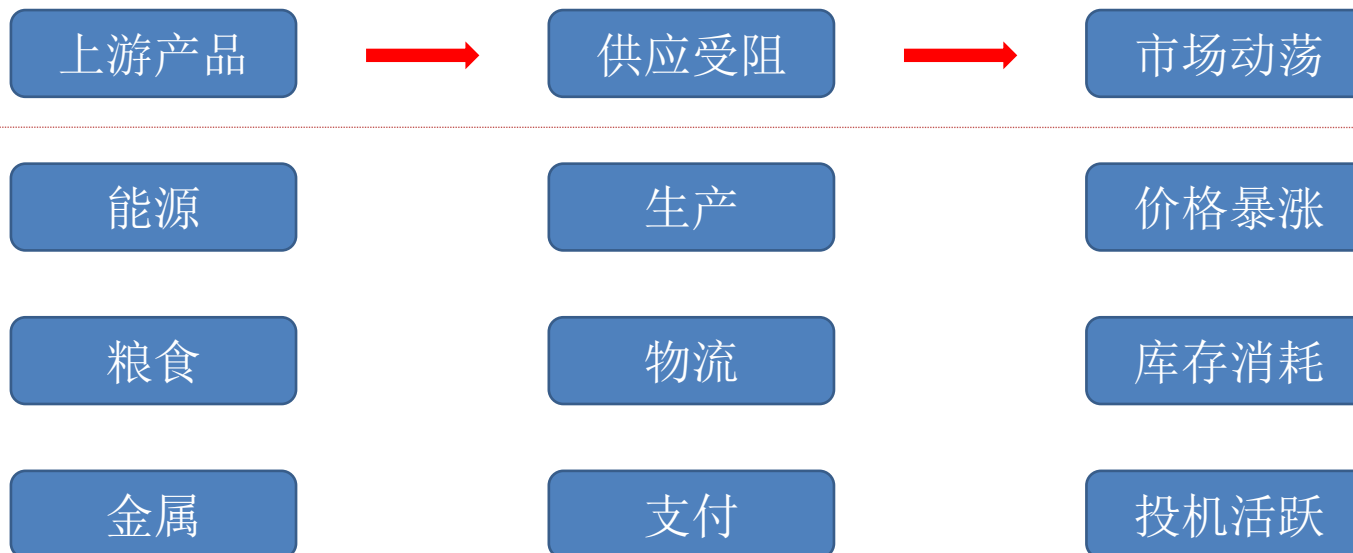 上游产品
供应受阻
市场动荡
能源
生产
价格暴涨
粮食
物流
库存消耗
金属
支付
投机活跃